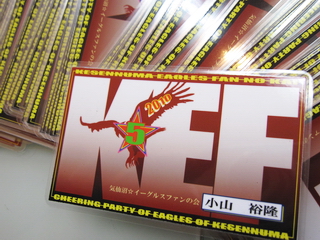 KESENNUMA EAGLES FAN NO KAI
KEF
2010
5
気仙沼☆イーグルスファンの会
小山 裕隆
CHEERING PARTY OF EAGLES OF KESENNUMA